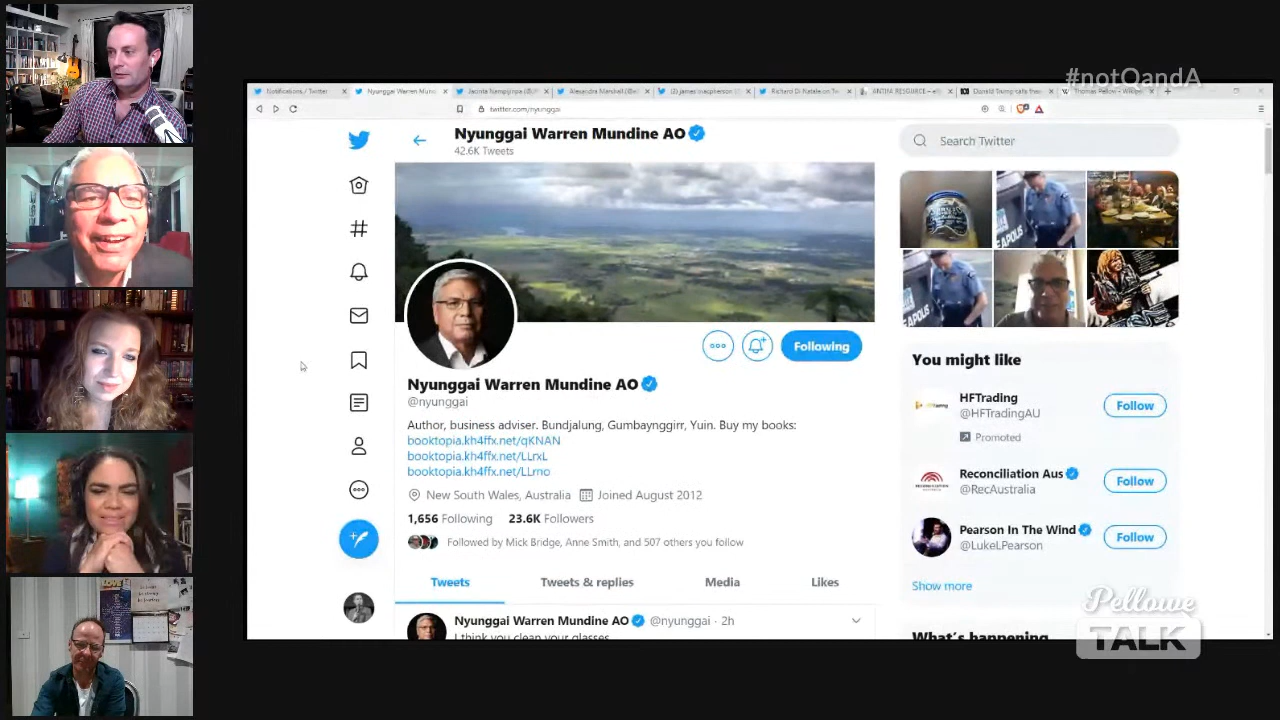 #notQandA
Notifications / Twitter
Nyunggai Warren Mundine
Jacinta Nampijinpa
Alexandra Marshall
(2) james macpherson
Richard Di Natale on Tw
ANTIFA RESOURCE
Donald Trump calls
Thomas Pellow - Wikipe
twitter.com/nyunggai
Nyunggai Warren Mundine AO
42.6K Tweets
Search Twitter
Following
Nyunggai Warren Mundine AO
@nyunggai
Author, business adviser. Bundjalung, Gumbaynggirr, Yuin. Buy my books:
booktopia.kh4ffx.net/qKNAN
booktopia.kh4ffx.net/LLrxL
booktopia.kh4ffx.net/LLrno
New South Wales, Australia Joined August 2012
1,656 Following 23.6K Followers
Followed by Mick Bridge, Anne Smith, and 507 others you follow
Tweets Tweets & replies Media Likes
Nyunggai Warren Mundine AO @nyunggai · 2h
I think you clean your glasses
You might like
HFTrading
@HFTradingAU
Follow
Promoted
Reconciliation Aus
@RecAustralia
Follow
Pearson In The Wind
@LukeLPearson
Follow
Show more
What's happening
Pellowe
TALK